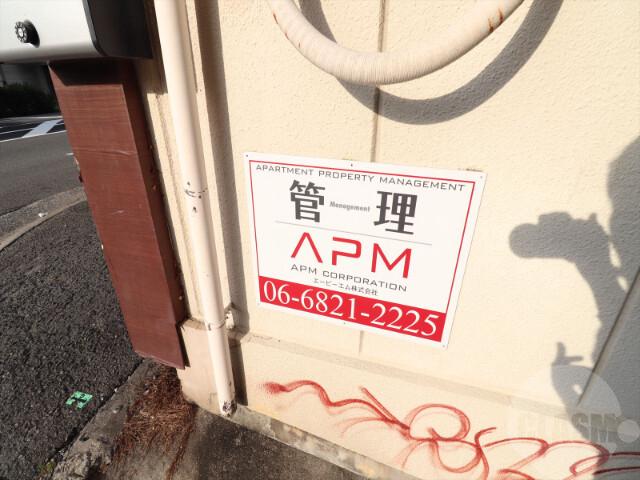 APARTMENT PROPERTY MANAGEMENT
管 Management 理
APM
APM CORPORATION
エーピーエム株式会社
06-6821-2225